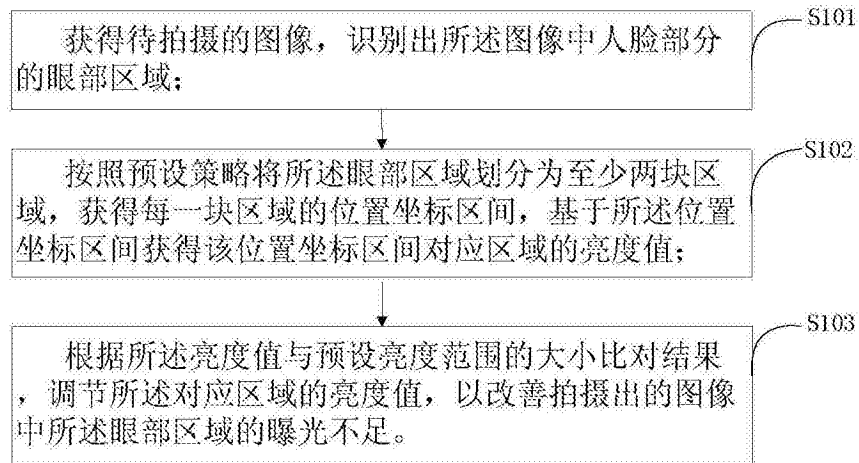 获得待拍摄的图像，识别出所述图像中人脸部分
的眼部区域；
S101
按照预设策略将所述眼部区域划分为至少两块区
域，获得每一块区域的位置坐标区间，基于所述位置
坐标区间获得该位置坐标区间对应区域的亮度值；
S102
根据所述亮度值与预设亮度范围的大小比对结果
，调节所述对应区域的亮度值，以改善拍摄出的图像
中所述眼部区域的曝光不足。
S103